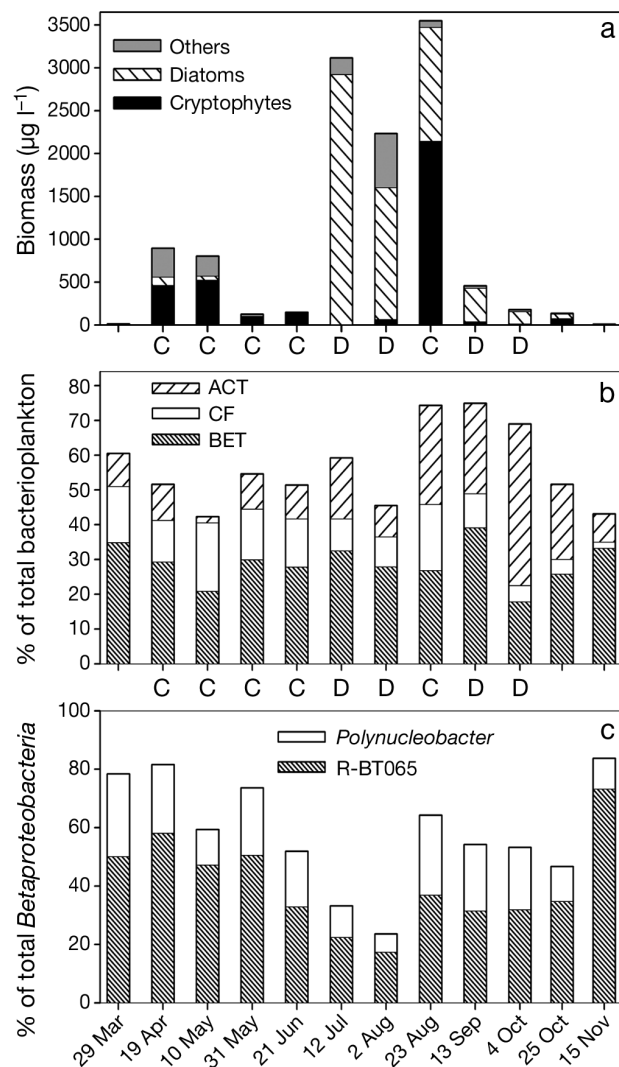 a
Biomass (µg l–1)
3500
3000
2500
2000
1500
1000
500
0
Others
Diatoms
Cryptophytes
C C C C D D C D D
b
% of total bacterioplankton
80
70
60
50
40
30
20
10
0
ACT
CF
BET
C C C C D D C D D
c
% of total Betaproteobacteria
100
80
60
40
20
0
Polynucleobacter
R-BT065
29 Mar
19 Apr
10 May
31 May
21 Jun
12 Jul
2 Aug
23 Aug
13 Sep
4 Oct
25 Oct
15 Nov